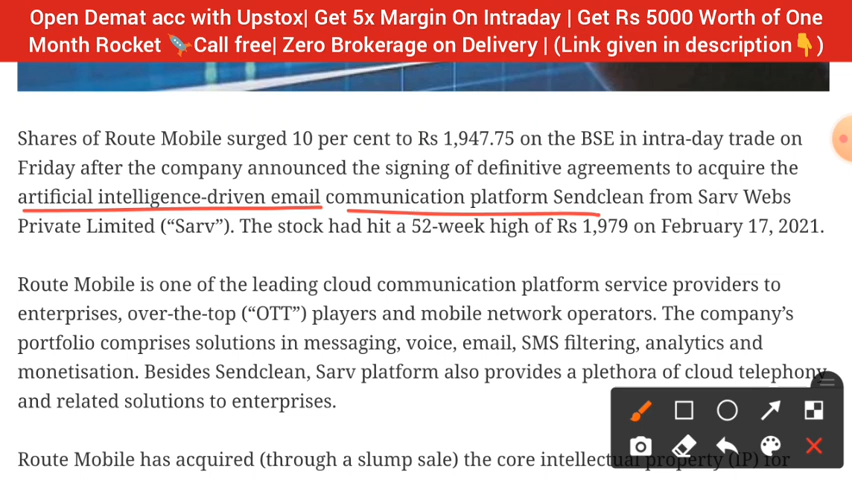 Open Demat acc with Upstox| Get 5x Margin On Intraday | Get Rs 5000 Worth of One
Month Rocket 🚀Call free| Zero Brokerage on Delivery | (Link given in description👇)
Shares of Route Mobile surged 10 per cent to Rs 1,947.75 on the BSE in intra-day trade on
Friday after the company announced the signing of definitive agreements to acquire the
artificial intelligence-driven email communication platform Sendclean from Sarv Webs
Private Limited (“Sarv”). The stock had hit a 52-week high of Rs 1,979 on February 17, 2021.
Route Mobile is one of the leading cloud communication platform service providers to
enterprises, over-the-top (“OTT”) players and mobile network operators. The company’s
portfolio comprises solutions in messaging, voice, email, SMS filtering, analytics and
monetisation. Besides Sendclean, Sarv platform also provides a plethora of cloud telephony
and related solutions to enterprises.
Route Mobile has acquired (through a slump sale) the core intellectual property (IP) for